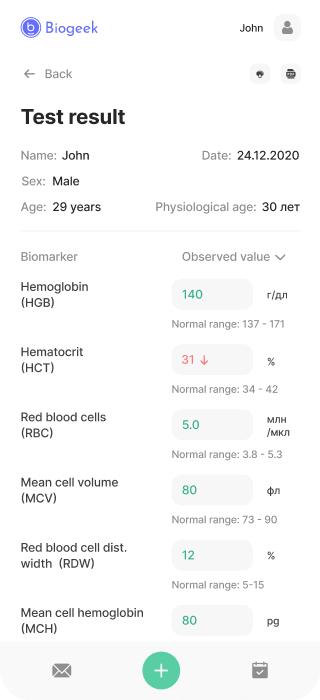 Biogeek
John
Back
Test result
Name: John
Date: 24.12.2020
Sex: Male
Age: 29 years
Physiological age: 30 лет
Biomarker
Observed value
Hemoglobin
(HGB)
140
г/дл
Normal range: 137 - 171
Hematocrit
(HCT)
31 ↓
%
Normal range: 34 - 42
Red blood cells
(RBC)
5.0
млн
/мкл
Normal range: 3.8 - 5.3
Mean cell volume
(MCV)
80
фл
Normal range: 73 - 90
Red blood cell dist.
width (RDW)
12
%
Normal range: 5-15
Mean cell hemoglobin
(MCH)
80
pg